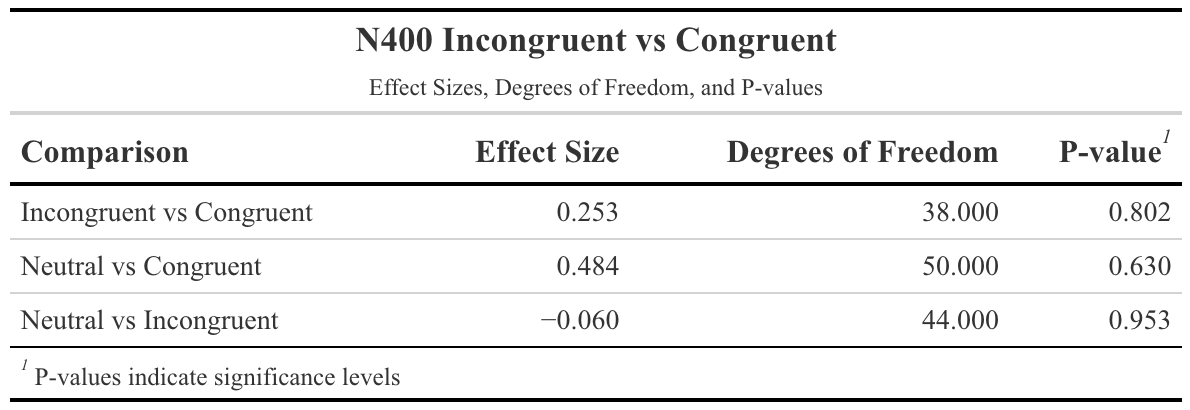 N400 Incongruent vs Congruent
Effect Sizes, Degrees of Freedom, and P-values
Comparison Effect Size Degrees of Freedom P-value1
Incongruent vs Congruent 0.253 38.000 0.802
Neutral vs Congruent 0.484 50.000 0.630
Neutral vs Incongruent −0.060 44.000 0.953
1 P-values indicate significance levels